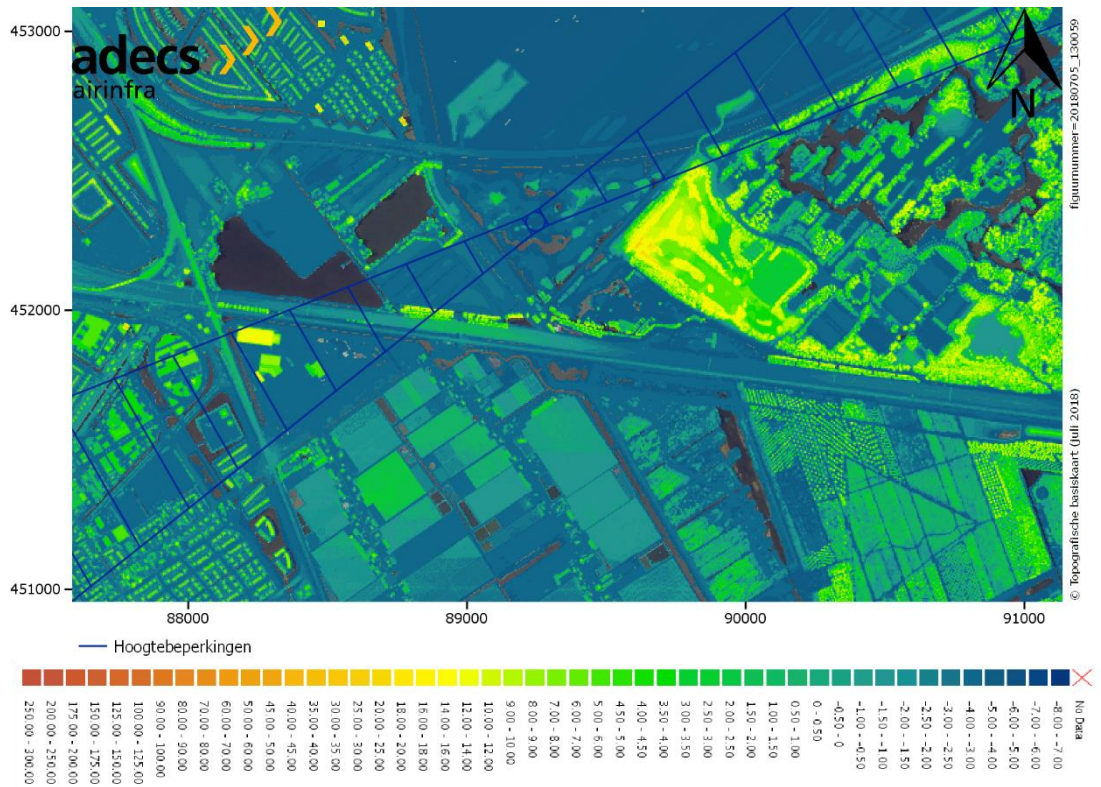 453000
adecs
airinfra
N
figuurnummer=20180705_130059
452000
© Topografische basiskaart (juli 2018)
451000
88000 89000 90000 91000
Hoogtebeperkingen
250.00 - 300.00
200.00 - 250.00
175.00 - 200.00
150.00 - 175.00
125.00 - 150.00
100.00 - 125.00
90.00 - 100.00
80.00 - 90.00
70.00 - 80.00
60.00 - 70.00
50.00 - 60.00
45.00 - 50.00
40.00 - 45.00
35.00 - 40.00
30.00 - 35.00
25.00 - 30.00
20.00 - 25.00
18.00 - 20.00
16.00 - 18.00
14.00 - 16.00
12.00 - 14.00
10.00 - 12.00
9.00 - 10.00
8.00 - 9.00
7.00 - 8.00
6.00 - 7.00
5.00 - 6.00
4.50 - 5.00
4.00 - 4.50
3.50 - 4.00
3.00 - 3.50
2.50 - 3.00
2.00 - 2.50
1.50 - 2.00
1.00 - 1.50
0.50 - 1.00
0 - 0.50
-0.50 - 0
-1.00 - -0.50
-1.50 - -1.00
-2.00 - -1.50
-2.50 - -2.00
-3.00 - -2.50
-4.00 - -3.00
-5.00 - -4.00
-6.00 - -5.00
-7.00 - -6.00
-8.00 - -7.00
No Data